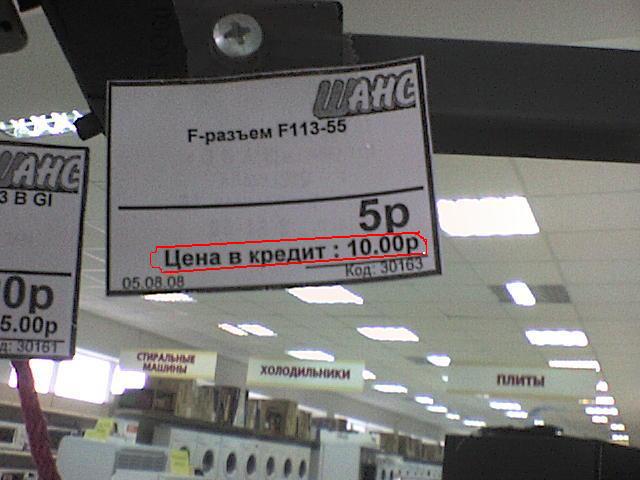 ШАНС
F-разъем F113-55
5р
Цена в кредит : 10.00р
Код: 30163
05.08.08
ШАНС
3 B GI
0р
5.00р
д: 30161
СТИРАЛЬНЫЕ
МАШИНЫ
ХОЛОДИЛЬНИКИ
ПЛИТЫ